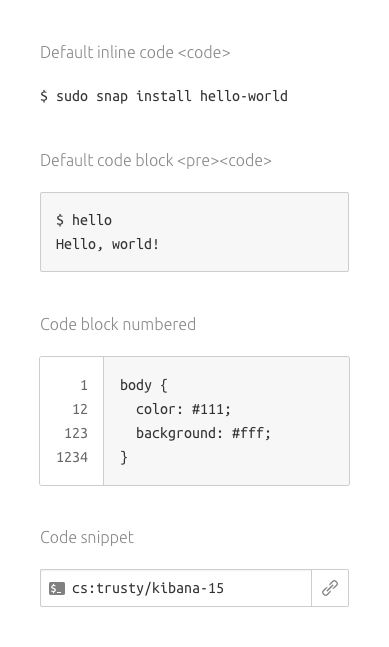 Default inline code <code>
$ sudo snap install hello-world
Default code block <pre><code>
$ hello
Hello, world!
Code block numbered
1 body {
12   color: #111;
123   background: #fff;
1234 }
Code snippet
$_ cs:trusty/kibana-15